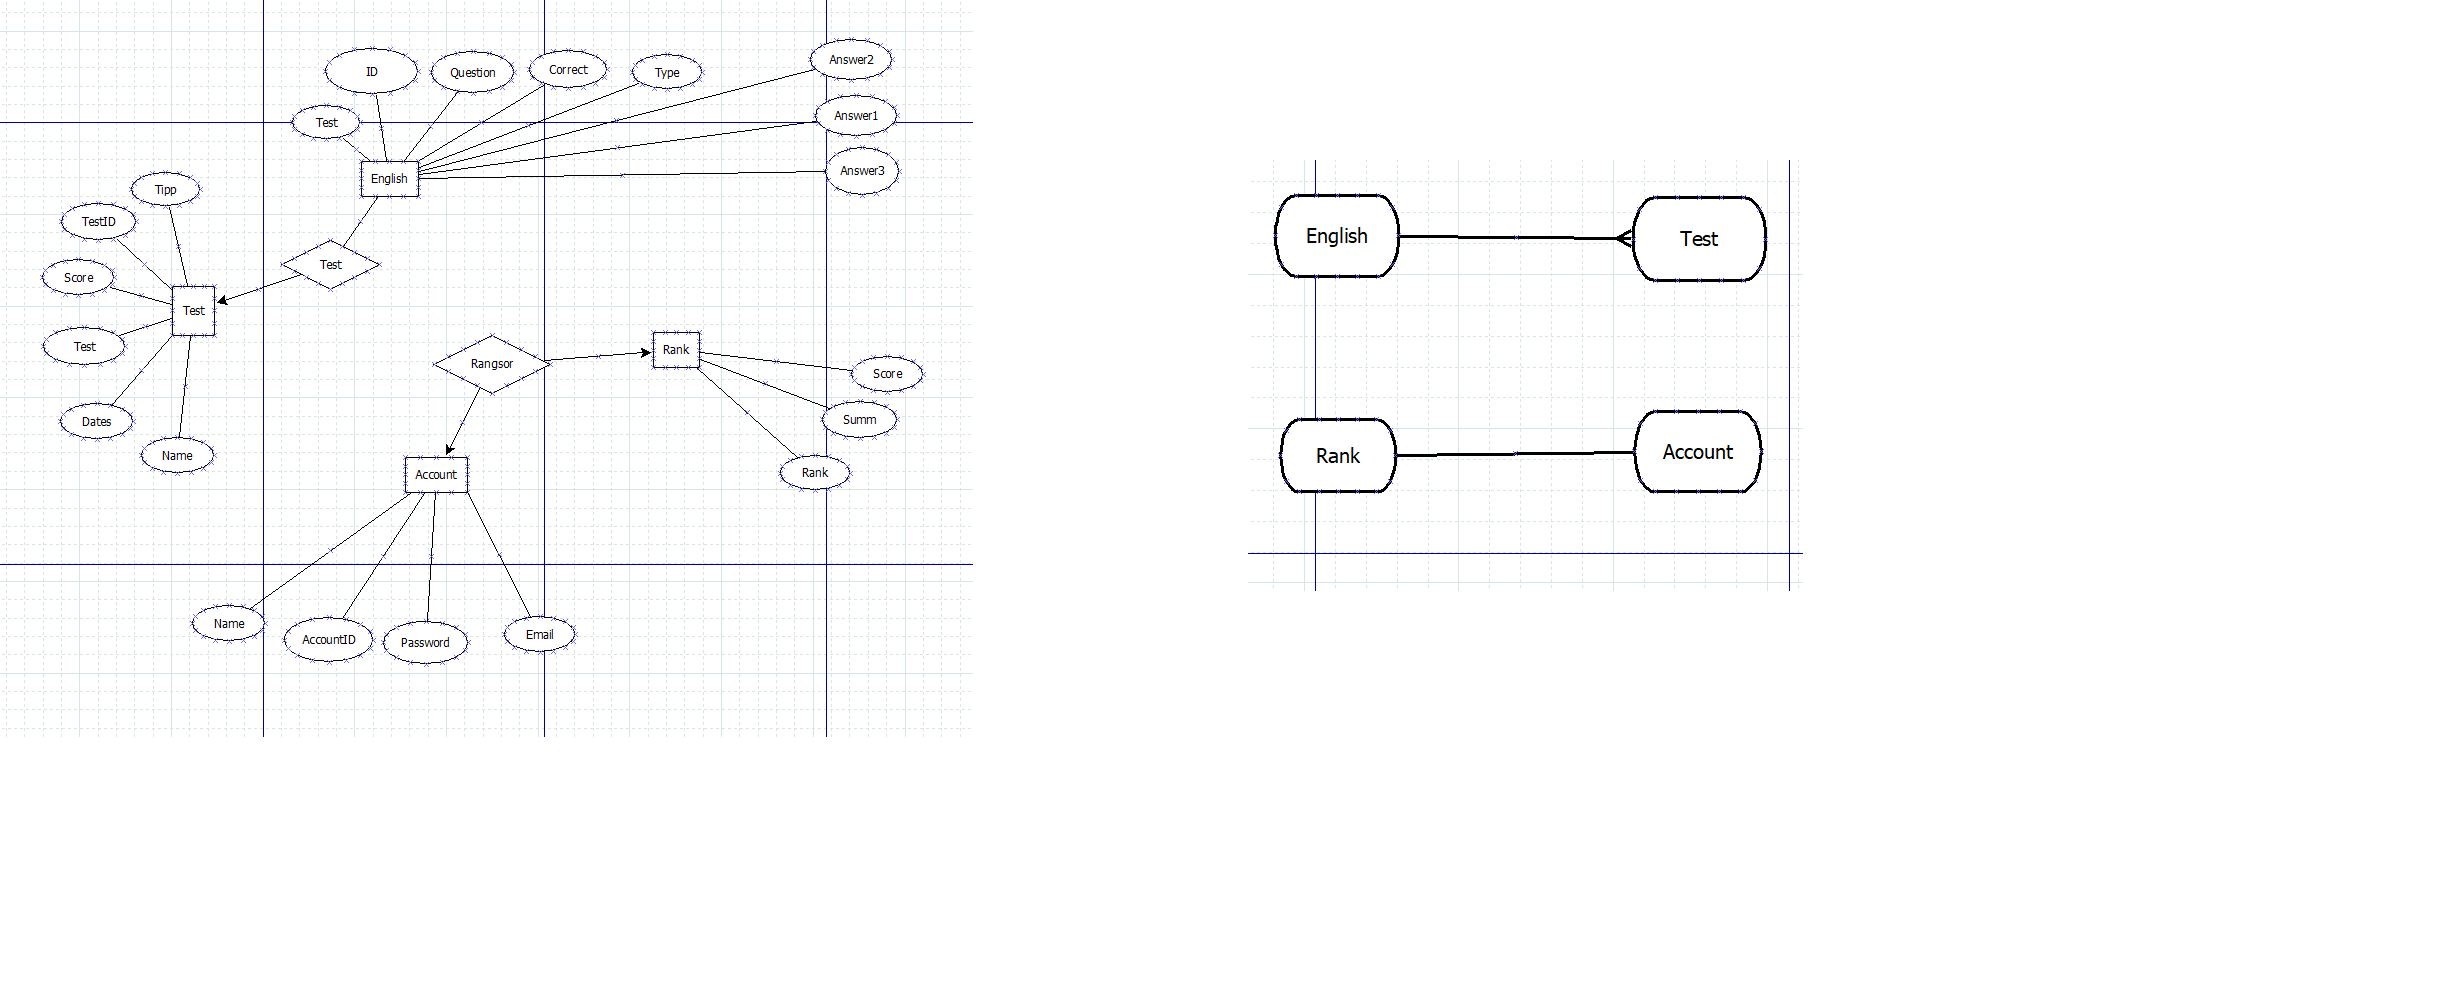 Answer2
ID
Question
Correct
Type
Answer1
Test
Answer3
English
Tipp
TestID
Test
Score
Test
Test
Rangsor
Rank
Score
Dates
Summ
Name
Account
Rank
Name
AccountID
Password
Email
English
Test
Rank
Account